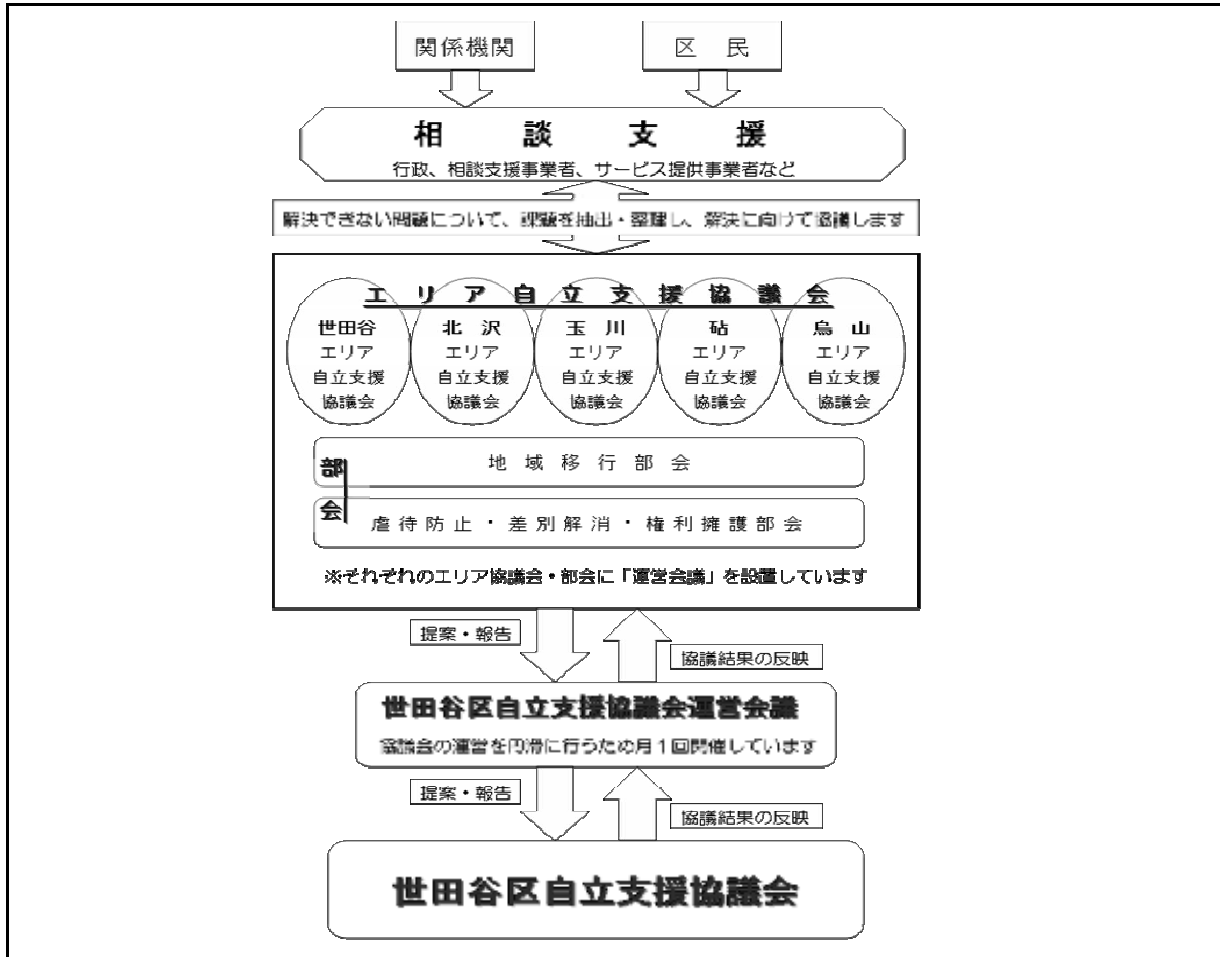 関係機関
区民
相談支援
行政、相談支援事業者、サービス提供事業者など
解決できない問題について、課題を抽出・整理し、解決に向けて協議します
エリア自立支援協議会
世田谷
エリア
自立支援
協議会
北沢
エリア
自立支援
協議会
玉川
エリア
自立支援
協議会
砧
エリア
自立支援
協議会
烏山
エリア
自立支援
協議会
部会
地域移行部会
虐待防止・差別解消・権利擁護部会
※それぞれのエリア協議会・部会に「運営会議」を設置しています
提案・報告
協議結果の反映
世田谷区自立支援協議会運営会議
協議会の運営を円滑に行うため月1回開催しています
提案・報告
協議結果の反映
世田谷区自立支援協議会